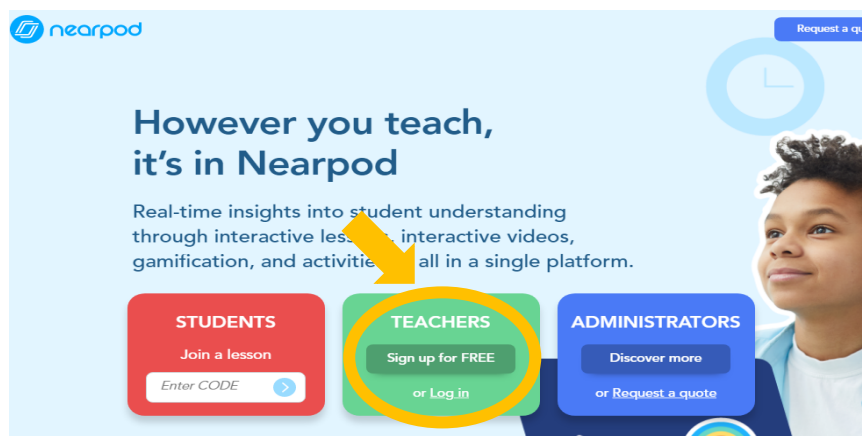 nearpod
Request a
However you teach,
it's in Nearpod
Real-time insights into student understanding
through interactive interactive videos,
gamification, and all in a single platform.
STUDENTS
Join a lesson
Enter CODE
TEACHERS
Sign up for FREE
or Log in
ADMINISTRATORS
Discover more
or Request a quote